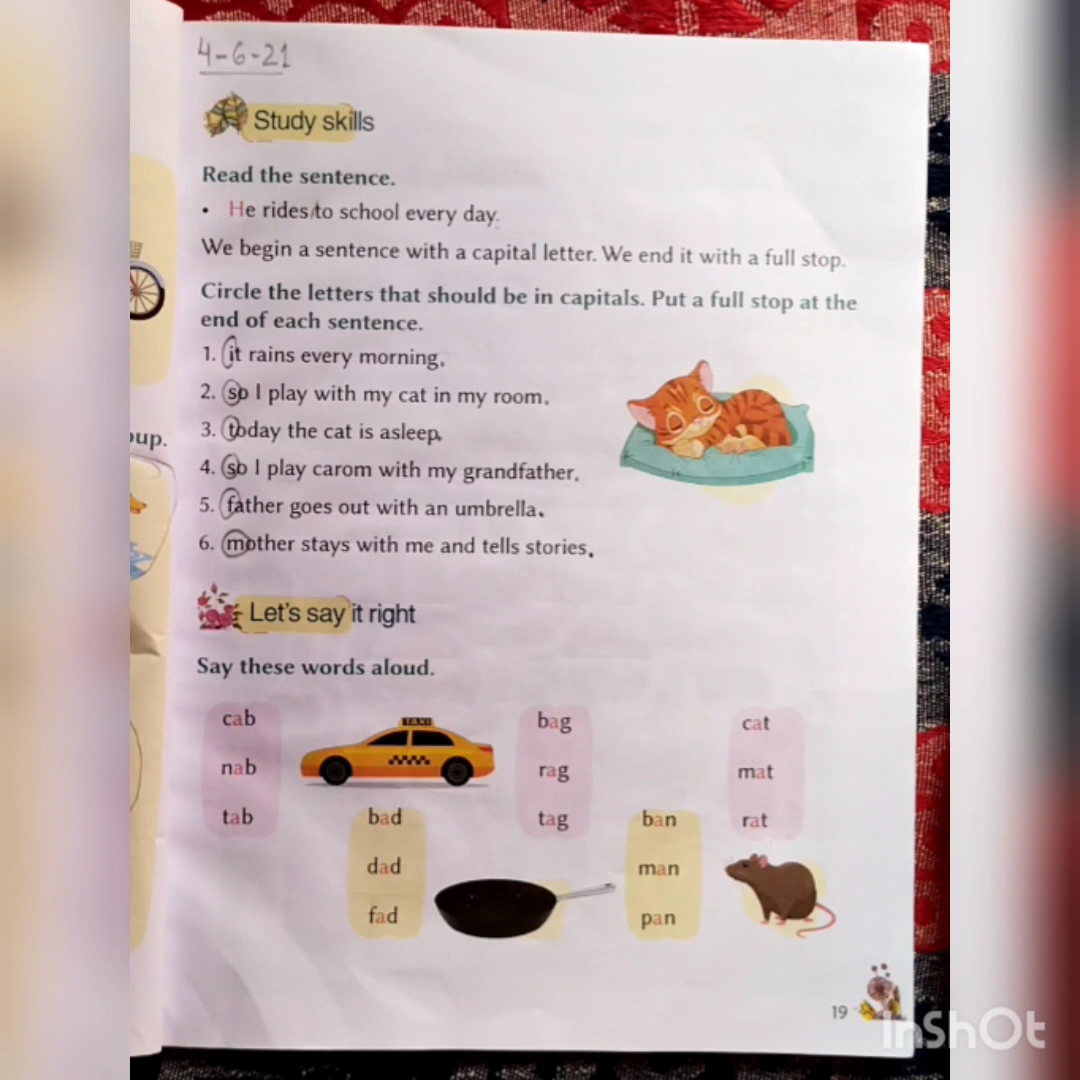 4-6-21
Study skills
Read the sentence.
• He rides to school every day.
We begin a sentence with a capital letter. We end it with a full stop.
Circle the letters that should be in capitals. Put a full stop at the
end of each sentence.
1. it rains every morning.
2. so I play with my cat in my room.
3. today the cat is asleep.
4. so I play carom with my grandfather.
oup.
5. father goes out with an umbrella.
6. mother stays with me and tells stories.
Let's say it right
Say these words aloud.
cab
nab
tab
TAXI
bag
rag
tag
cat
mat
rat
bad
dad
fad
ban
man
pan
19
InShOt